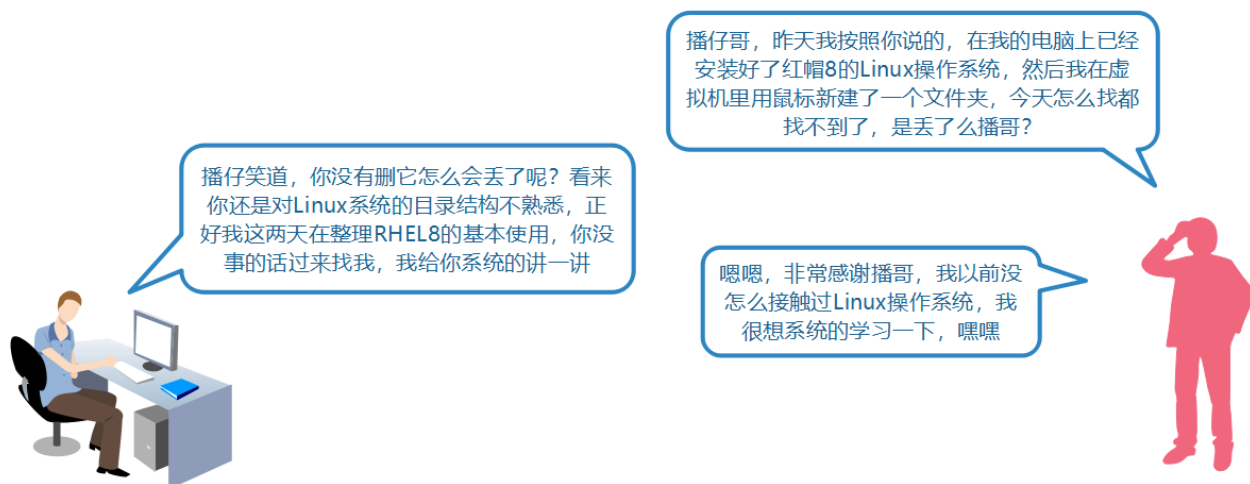 播仔哥，昨天我按照你说的，在我的电脑上已经
安装好了红帽8的Linux操作系统，然后我在虚
拟机里用鼠标新建了一个文件夹，今天怎么找都
找不到了，是丢了么播哥？
播仔笑道，你没有删它怎么会丢了呢？看来
你还是对Linux系统的目录结构不熟悉，正
好我这两天在整理RHEL8的基本使用，你没
事的话过来找我，我给你系统的讲一讲
嗯嗯，非常感谢播哥，我以前没
怎么接触过Linux操作系统，我
很想系统的学习一下，嘿嘿